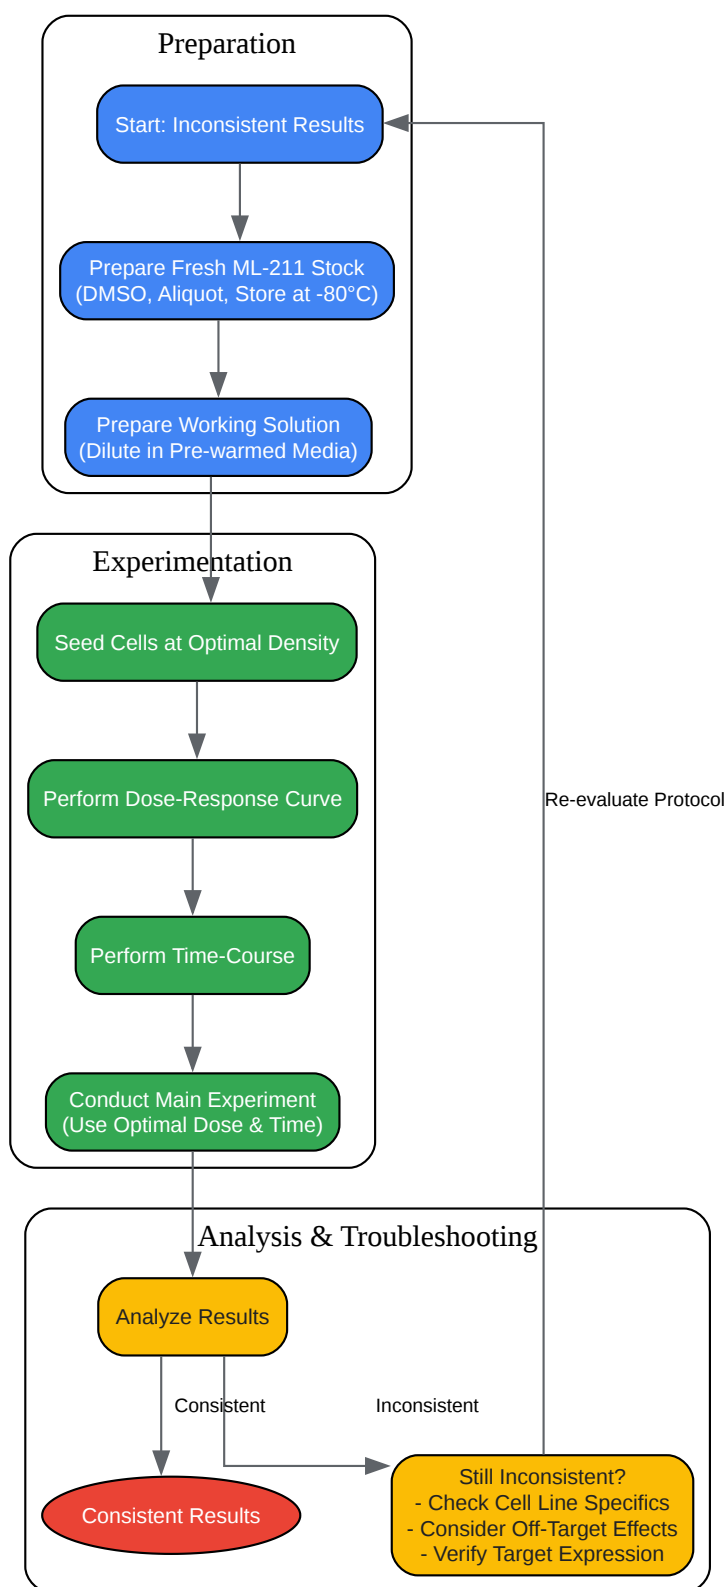 Preparation
Start: Inconsistent Results
Prepare Fresh ML-211 Stock
(DMSO, Aliquot, Store at -80°C)
Prepare Working Solution
(Dilute in Pre-warmed Media)
Experimentation
Seed Cells at Optimal Density
Perform Dose-Response Curve
Re-evaluate Protocol
Perform Time-Course
Conduct Main Experiment
(Use Optimal Dose & Time)
Analysis & Troubleshooting
Analyze Results
Consistent
Inconsistent
Consistent Results
Still Inconsistent?
- Check Cell Line Specifics
- Consider Off-Target Effects
- Verify Target Expression